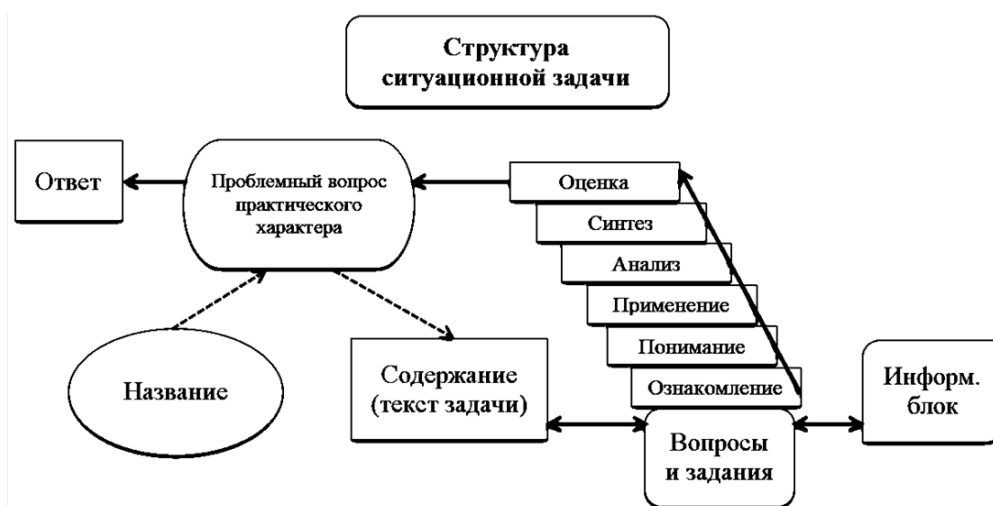 Структура
ситуационной задачи
Ответ
Проблемный вопрос
практического
характера
Оценка
Синтез
Анализ
Применение
Понимание
Ознакомление
Название
Содержание
(текст задачи)
Вопросы
и задания
Информ.
блок